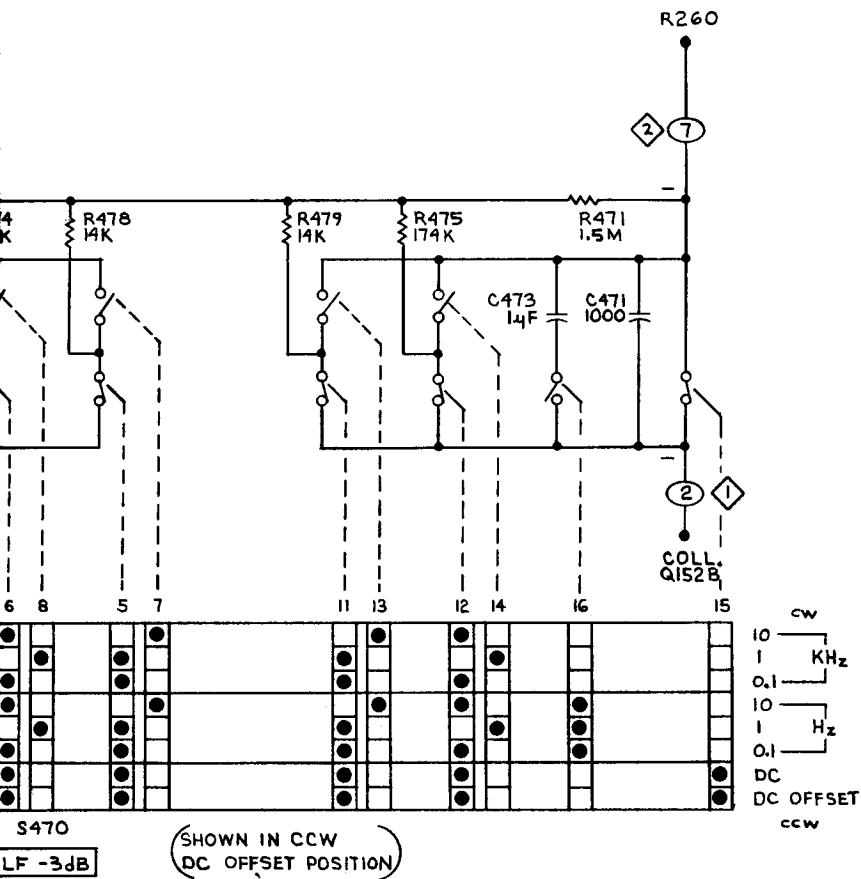 R260
2
7
–
4
K
R478
14K
R479
14K
R475
174K
R471
1.5M
C473
1µF
C471
1000
–
2
1
COLL.
Q152B
6 8 5 7 11 13 12 14 16 15
CW
10
1 KHz
0.1
10
1 Hz
0.1
DC
DC OFFSET
CCW
S470
LF -3dB
(SHOWN IN CCW
DC OFFSET POSITION)